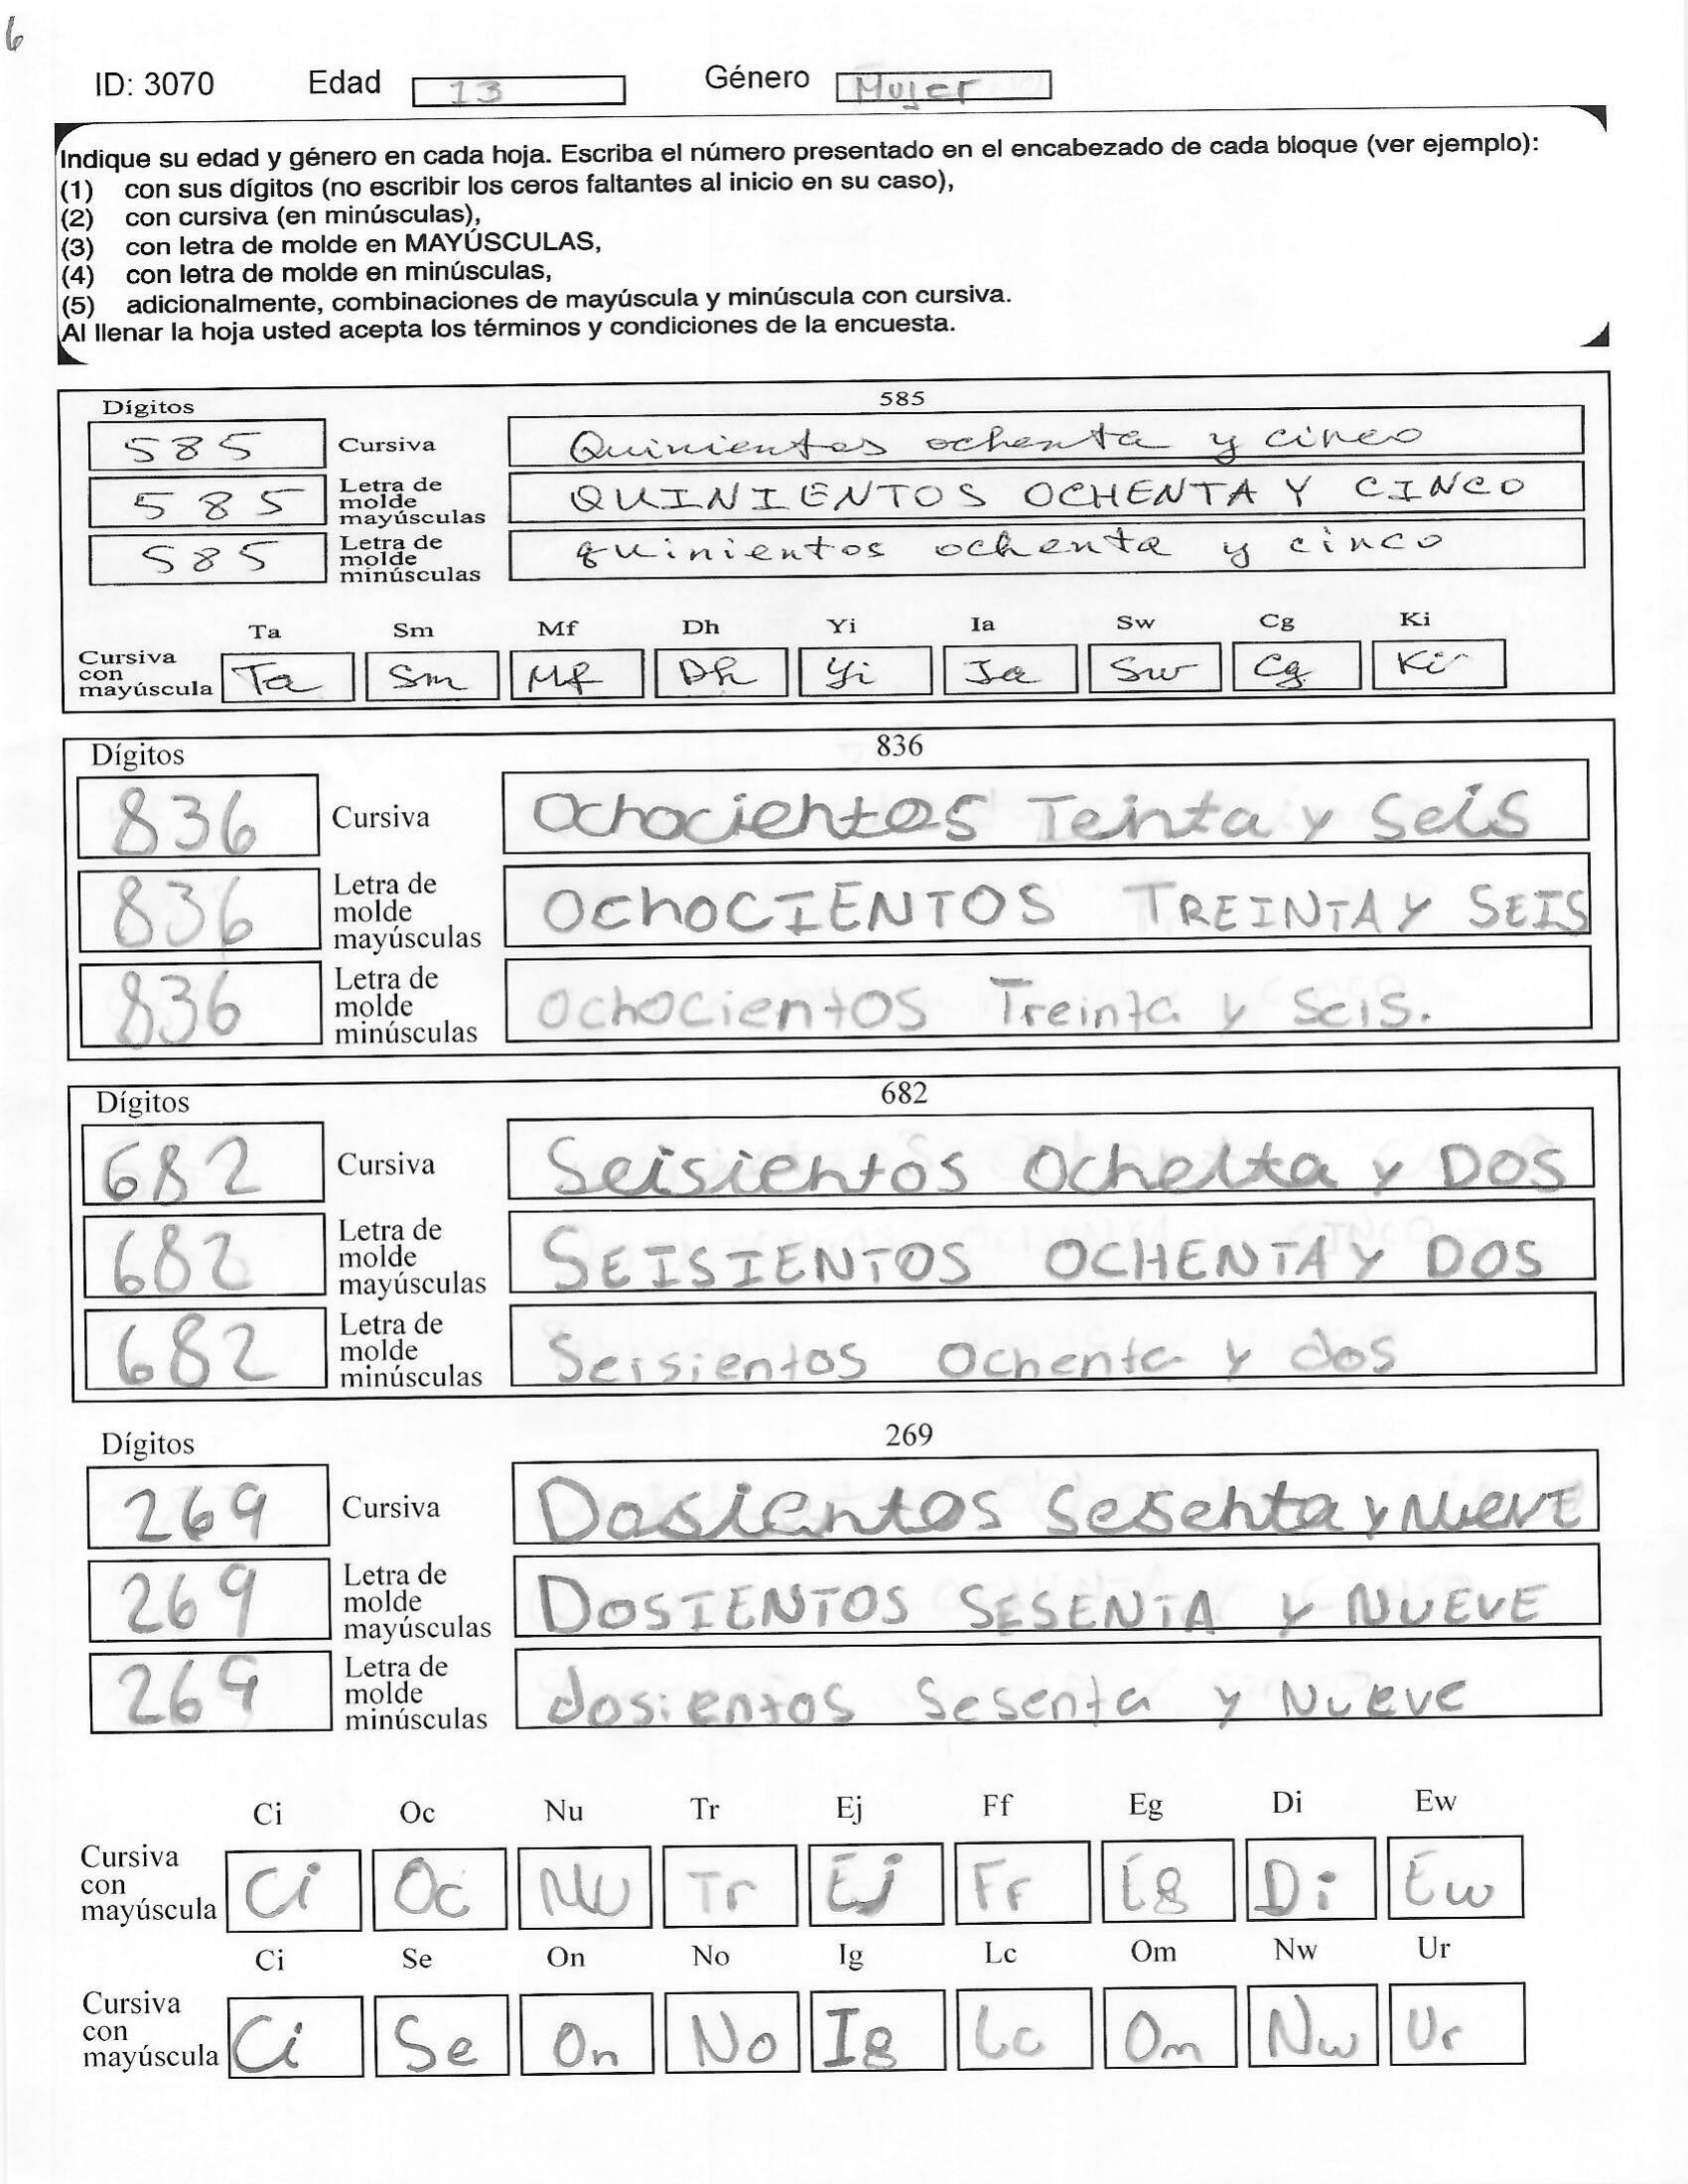 6
ID: 3070 Edad 13 Género Mujer
Indique su edad y género en cada hoja. Escriba el número presentado en el encabezado de cada bloque (ver ejemplo):
(1) con sus dígitos (no escribir los ceros faltantes al inicio en su caso),
(2) con cursiva (en minúsculas),
(3) con letra de molde en MAYÚSCULAS,
(4) con letra de molde en minúsculas,
(5) adicionalmente, combinaciones de mayúscula y minúscula con cursiva.
Al llenar la hoja usted acepta los términos y condiciones de la encuesta.
Dígitos 585
585 Cursiva Quinientos ochenta y cinco
585 Letra de molde mayúsculas QUINIENTOS OCHENTA Y CINCO
585 Letra de molde minúsculas quinientos ochenta y cinco
Ta Sm Mf Dh Yi Ia Sw Cg Ki
Cursiva con mayúscula Ta Sm Mf Dh Yi Ia Sw Cg Ki
Dígitos 836
836 Cursiva Ochocientos Teinta y Seis
836 Letra de molde mayúsculas OchoCIENTOS TREINTA Y SEIS
836 Letra de molde minúsculas OchoCientOS Treinta y Seis.
Dígitos 682
682 Cursiva Seisientos Ochelta y DOS
682 Letra de molde mayúsculas SEISIENTOS OCHENTA Y DOS
682 Letra de molde minúsculas Seisientos Ochenta y dos
Dígitos 269
269 Cursiva Dosientos Sesenta y Nueve
269 Letra de molde mayúsculas DOSIENTOS SESENTA Y NUEVE
269 Letra de molde minúsculas dosientos Sesenta y Nueve
Ci Oc Nu Tr Ej Ff Eg Di Ew
Cursiva con mayúscula Ci Oc Nu Tr Ej Ff Eg Di Ew
Ci Se On No Ig Lc Om Nw Ur
Cursiva con mayúscula Ci Se On No Ig Lc Om Nw Ur